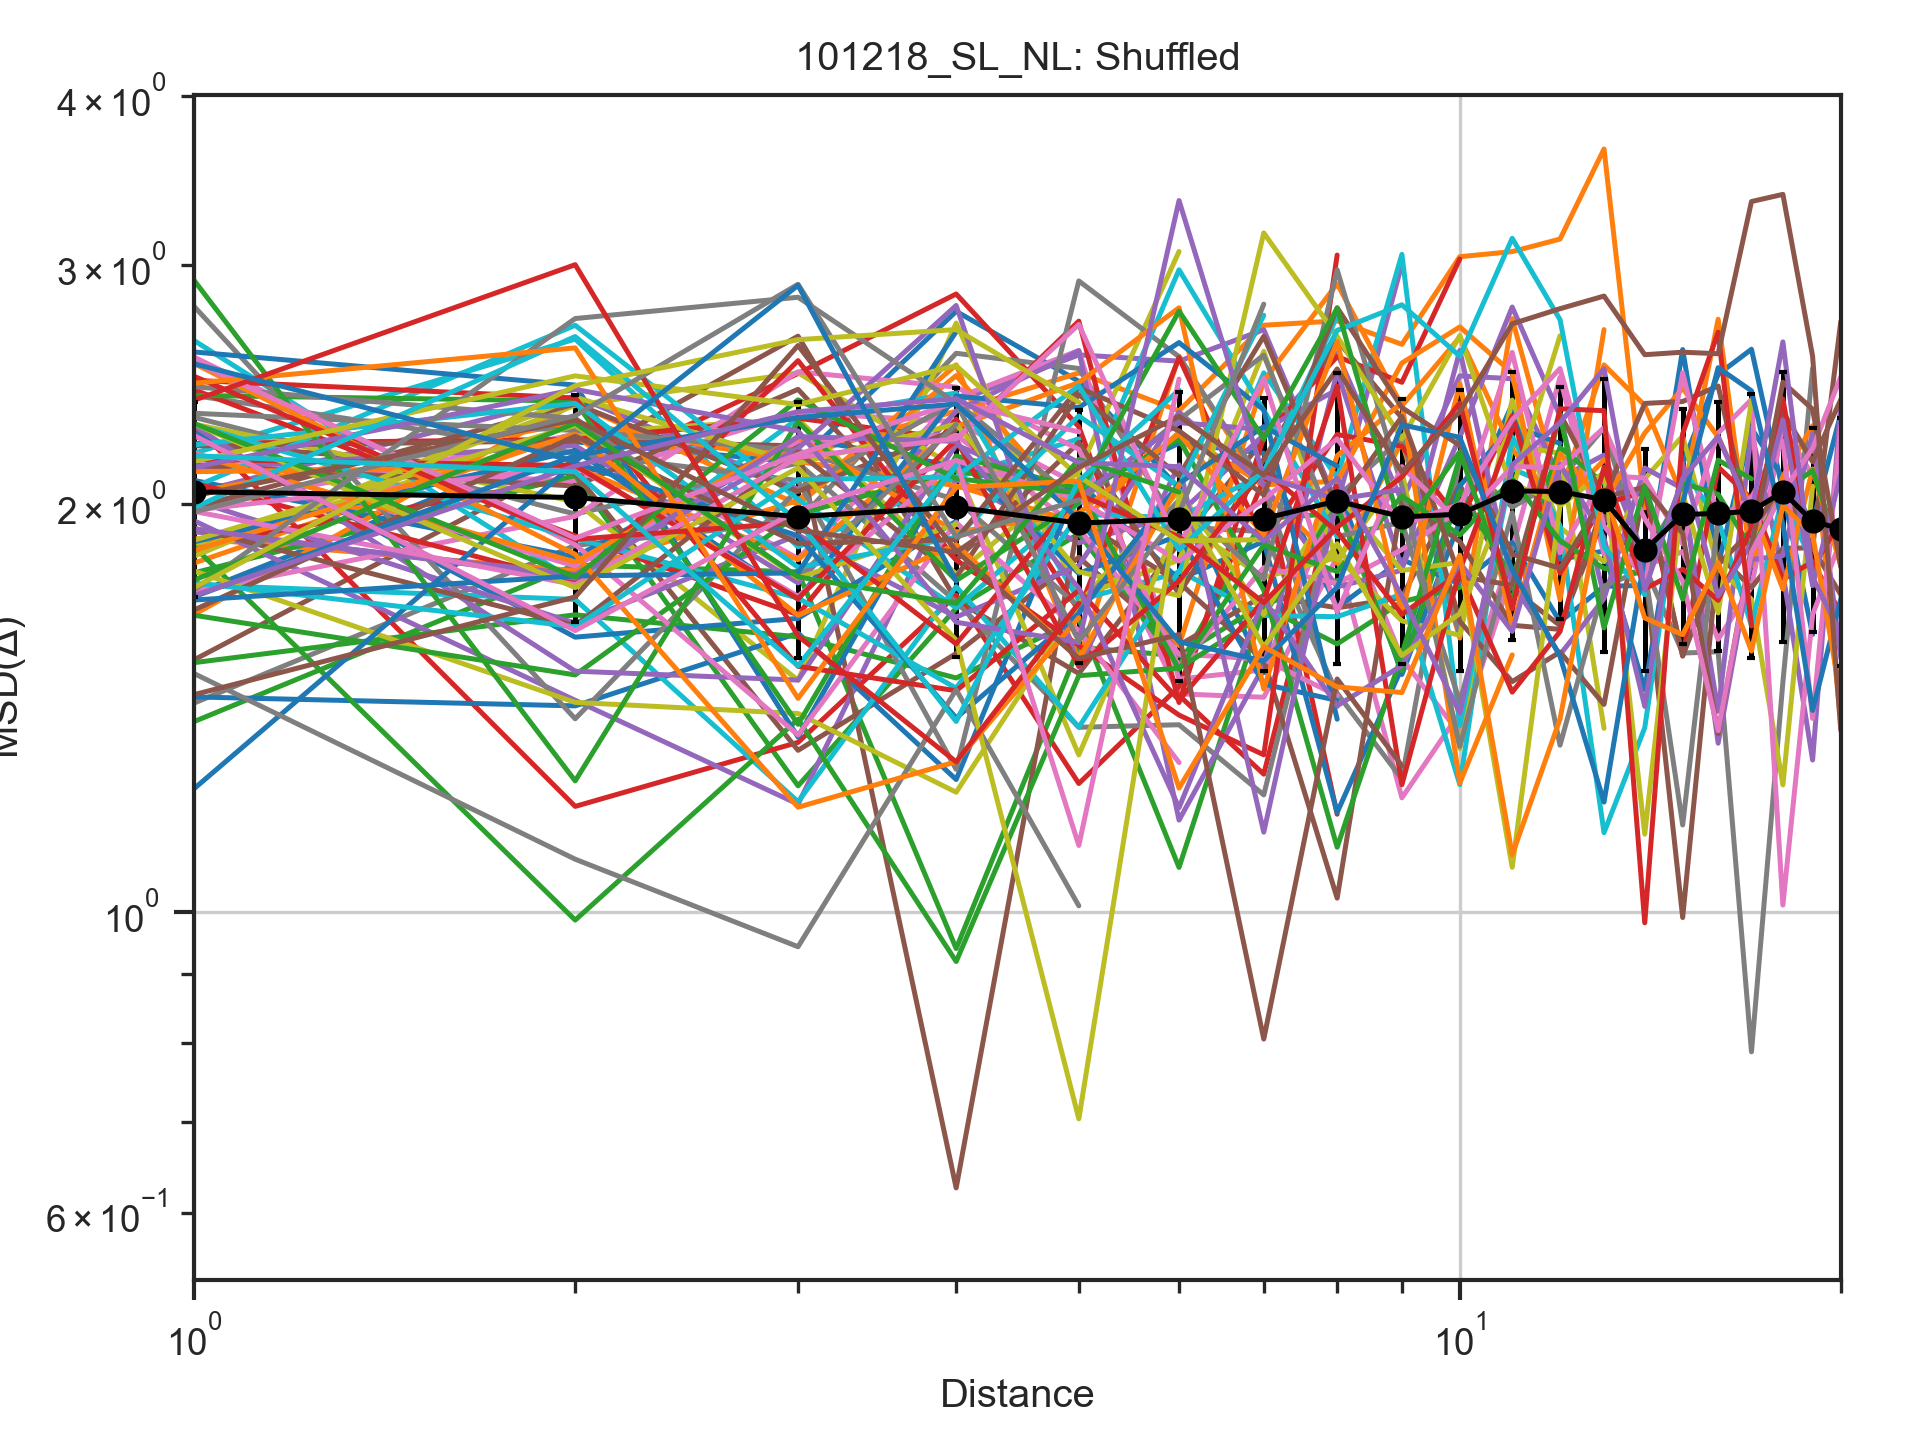 101218_SL_NL: Shuffled
4 × 10⁰
3 × 10⁰
2 × 10⁰
10⁰
6 × 10⁻¹
MSD(Δ)
10⁰
10¹
Distance